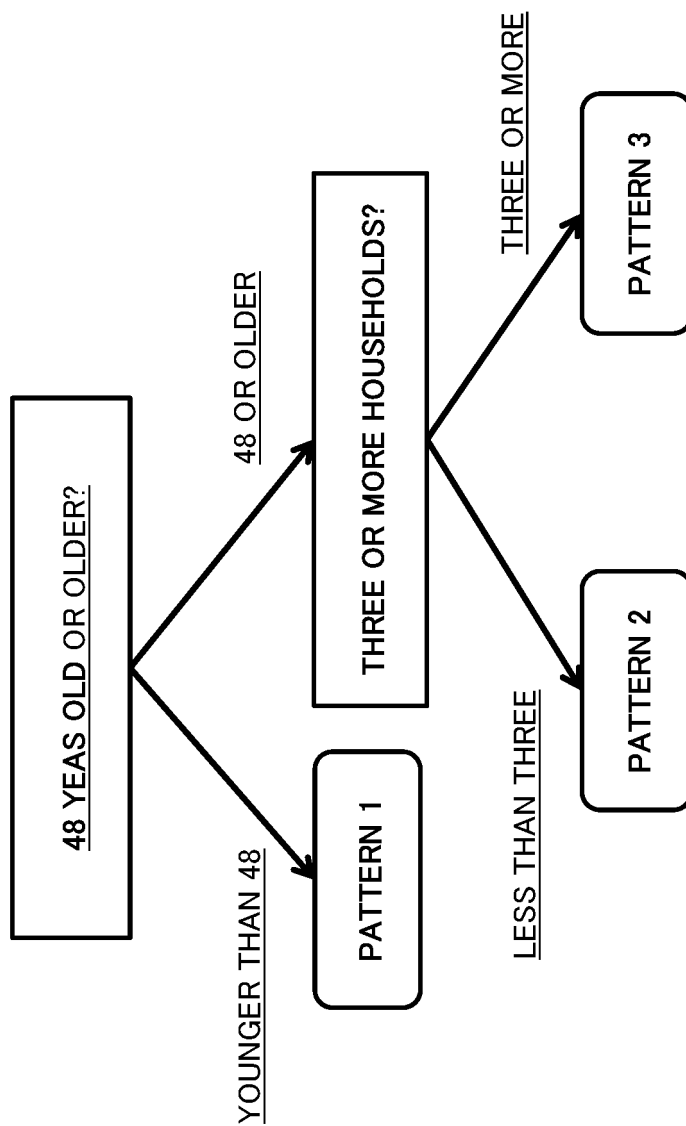 48 YEAS OLD OR OLDER?
YOUNGER THAN 48
48 OR OLDER
PATTERN 1
THREE OR MORE HOUSEHOLDS?
LESS THAN THREE
THREE OR MORE
PATTERN 2
PATTERN 3